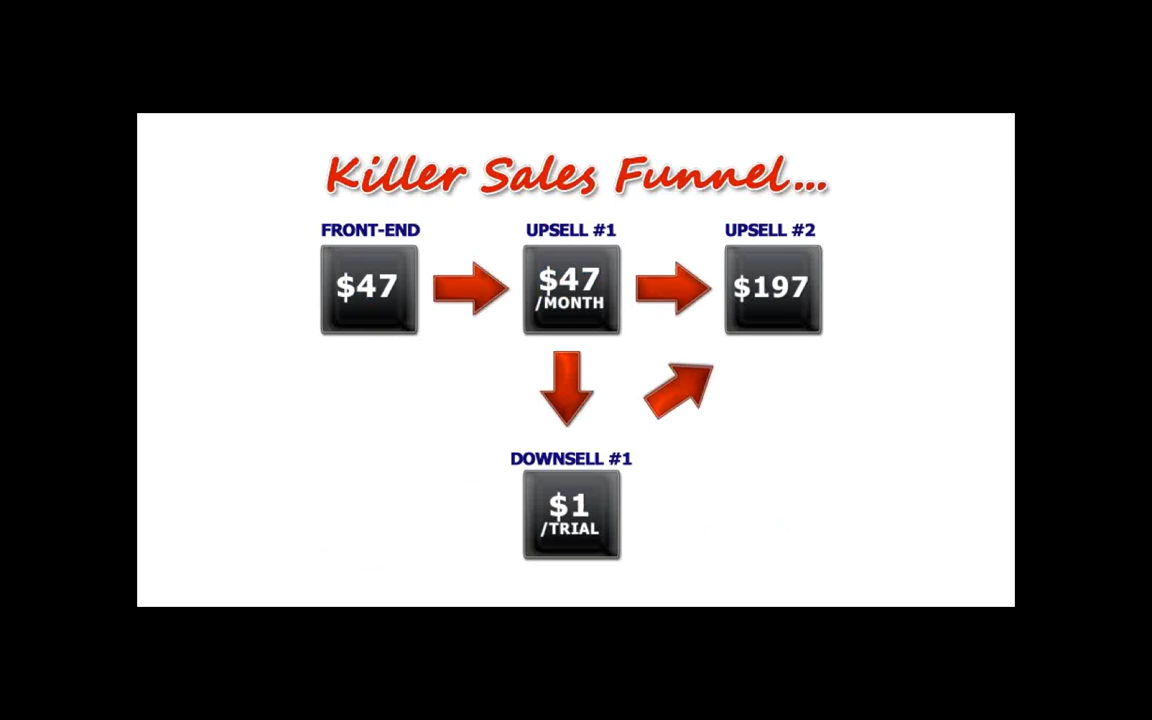 Killer Sales Funnel...
FRONT-END
UPSELL #1
UPSELL #2
$47
$47
/MONTH
$197
DOWNSELL #1
$1
/TRIAL